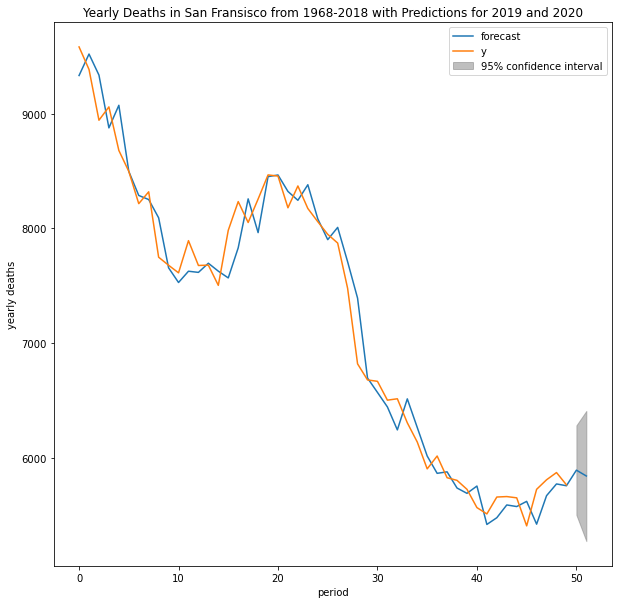 Yearly Deaths in San Fransisco from 1968-2018 with Predictions for 2019 and 2020
forecast
y
95% confidence interval
9000
8000
7000
6000
yearly deaths
0 10 20 30 40 50
period